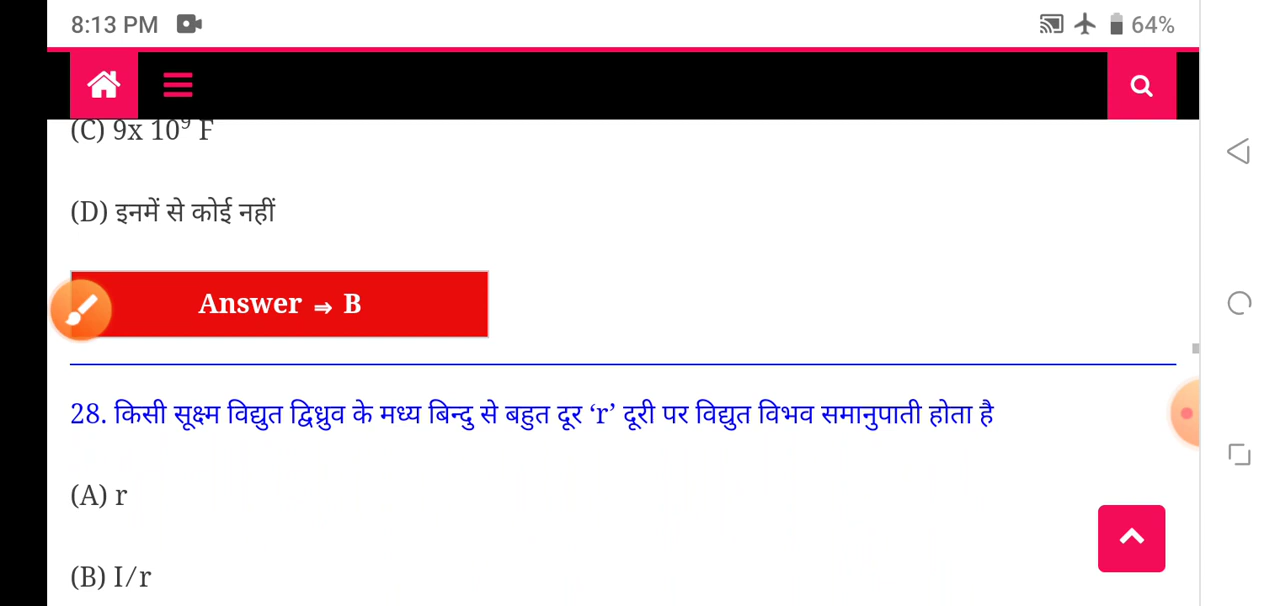 8:13 PM 64%
(C) 9x 10⁹ F
(D) इनमें से कोई नहीं
Answer ⇒ B
28. किसी सूक्ष्म विद्युत द्विध्रुव के मध्य बिन्दु से बहुत दूर ‘r’ दूरी पर विद्युत विभव समानुपाती होता है
(A) r
(B) I/r